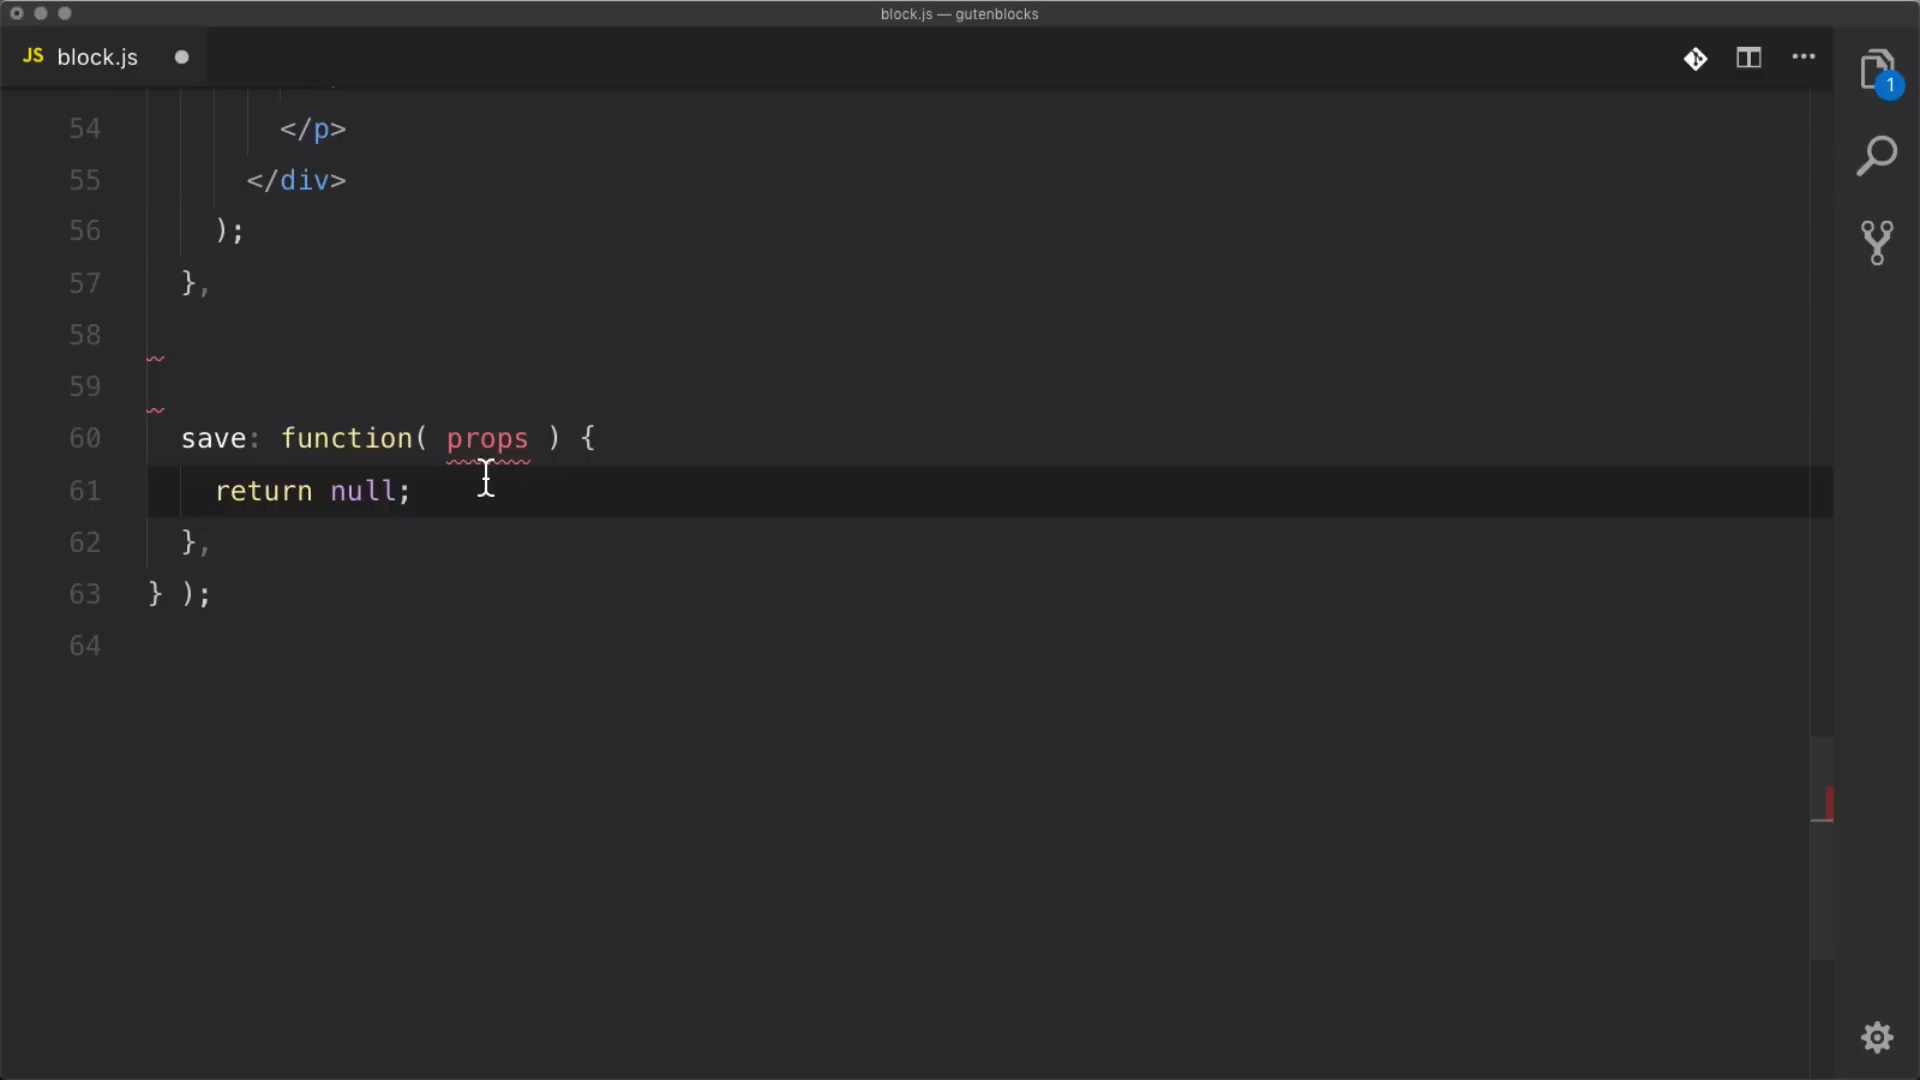 block.js — gutenblocks
JS block.js
1
54 </p>
55 </div>
56 );
57 },
58
59
60 save: function( props ) {
61 return null;
62 },
63 } );
64